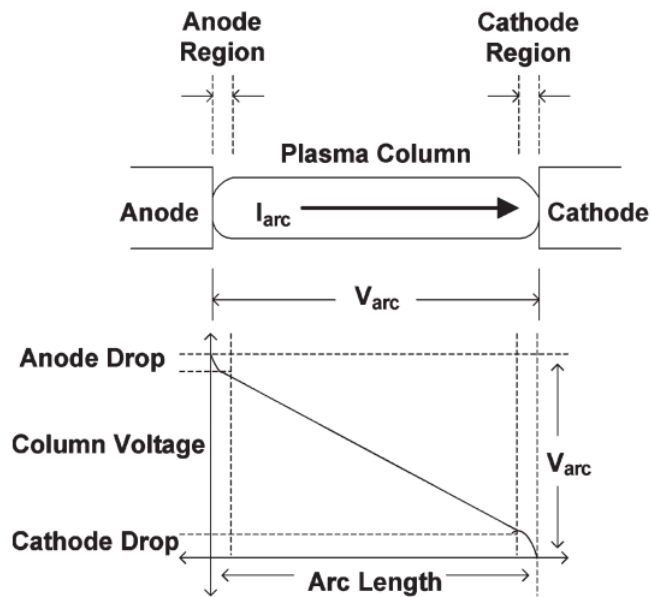 Anode
Region
Cathode
Region
Plasma Column
Anode
Iarc
Cathode
Varc
Anode Drop
Column Voltage
Varc
Cathode Drop
Arc Length